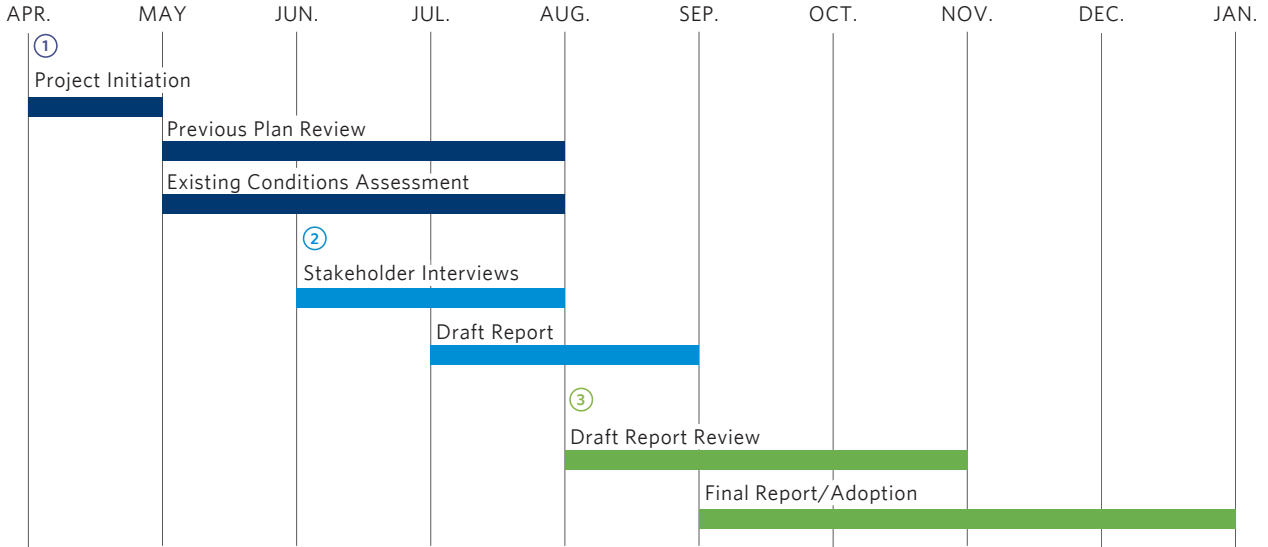 APR. MAY JUN. JUL. AUG. SEP. OCT. NOV. DEC. JAN.
1
Project Initiation
Previous Plan Review
Existing Conditions Assessment
2
Stakeholder Interviews
Draft Report
3
Draft Report Review
Final Report/Adoption